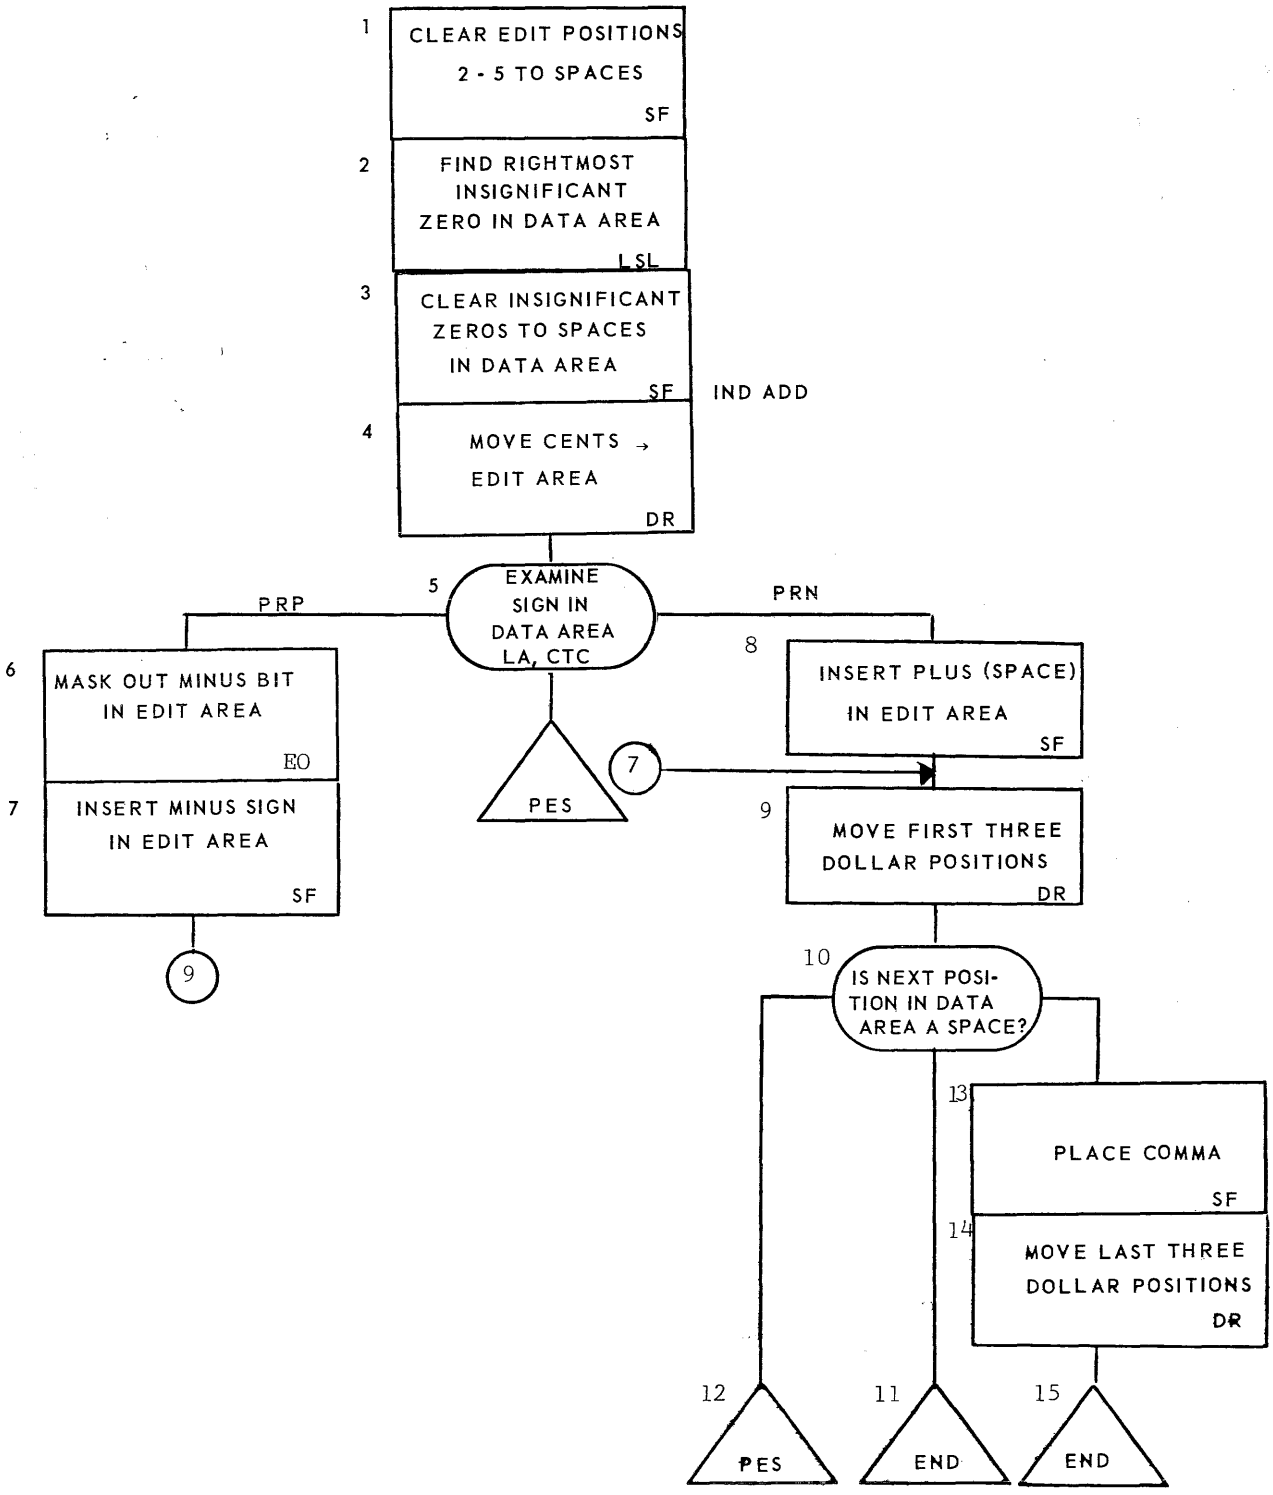 1
CLEAR EDIT POSITIONS
2 - 5 TO SPACES
SF
2
FIND RIGHTMOST
INSIGNIFICANT
ZERO IN DATA AREA
LSL
3
CLEAR INSIGNIFICANT
ZEROS TO SPACES
IN DATA AREA
SF
IND ADD
4
MOVE CENTS →
EDIT AREA
DR
5
EXAMINE
SIGN IN
DATA AREA
LA, CTC
PRP
PRN
PES
6
MASK OUT MINUS BIT
IN EDIT AREA
EO
7
INSERT MINUS SIGN
IN EDIT AREA
SF
9
8
INSERT PLUS (SPACE)
IN EDIT AREA
SF
7
9
MOVE FIRST THREE
DOLLAR POSITIONS
DR
10
IS NEXT POSI-
TION IN DATA
AREA A SPACE?
13
PLACE COMMA
SF
14
MOVE LAST THREE
DOLLAR POSITIONS
DR
12
PES
11
END
15
END